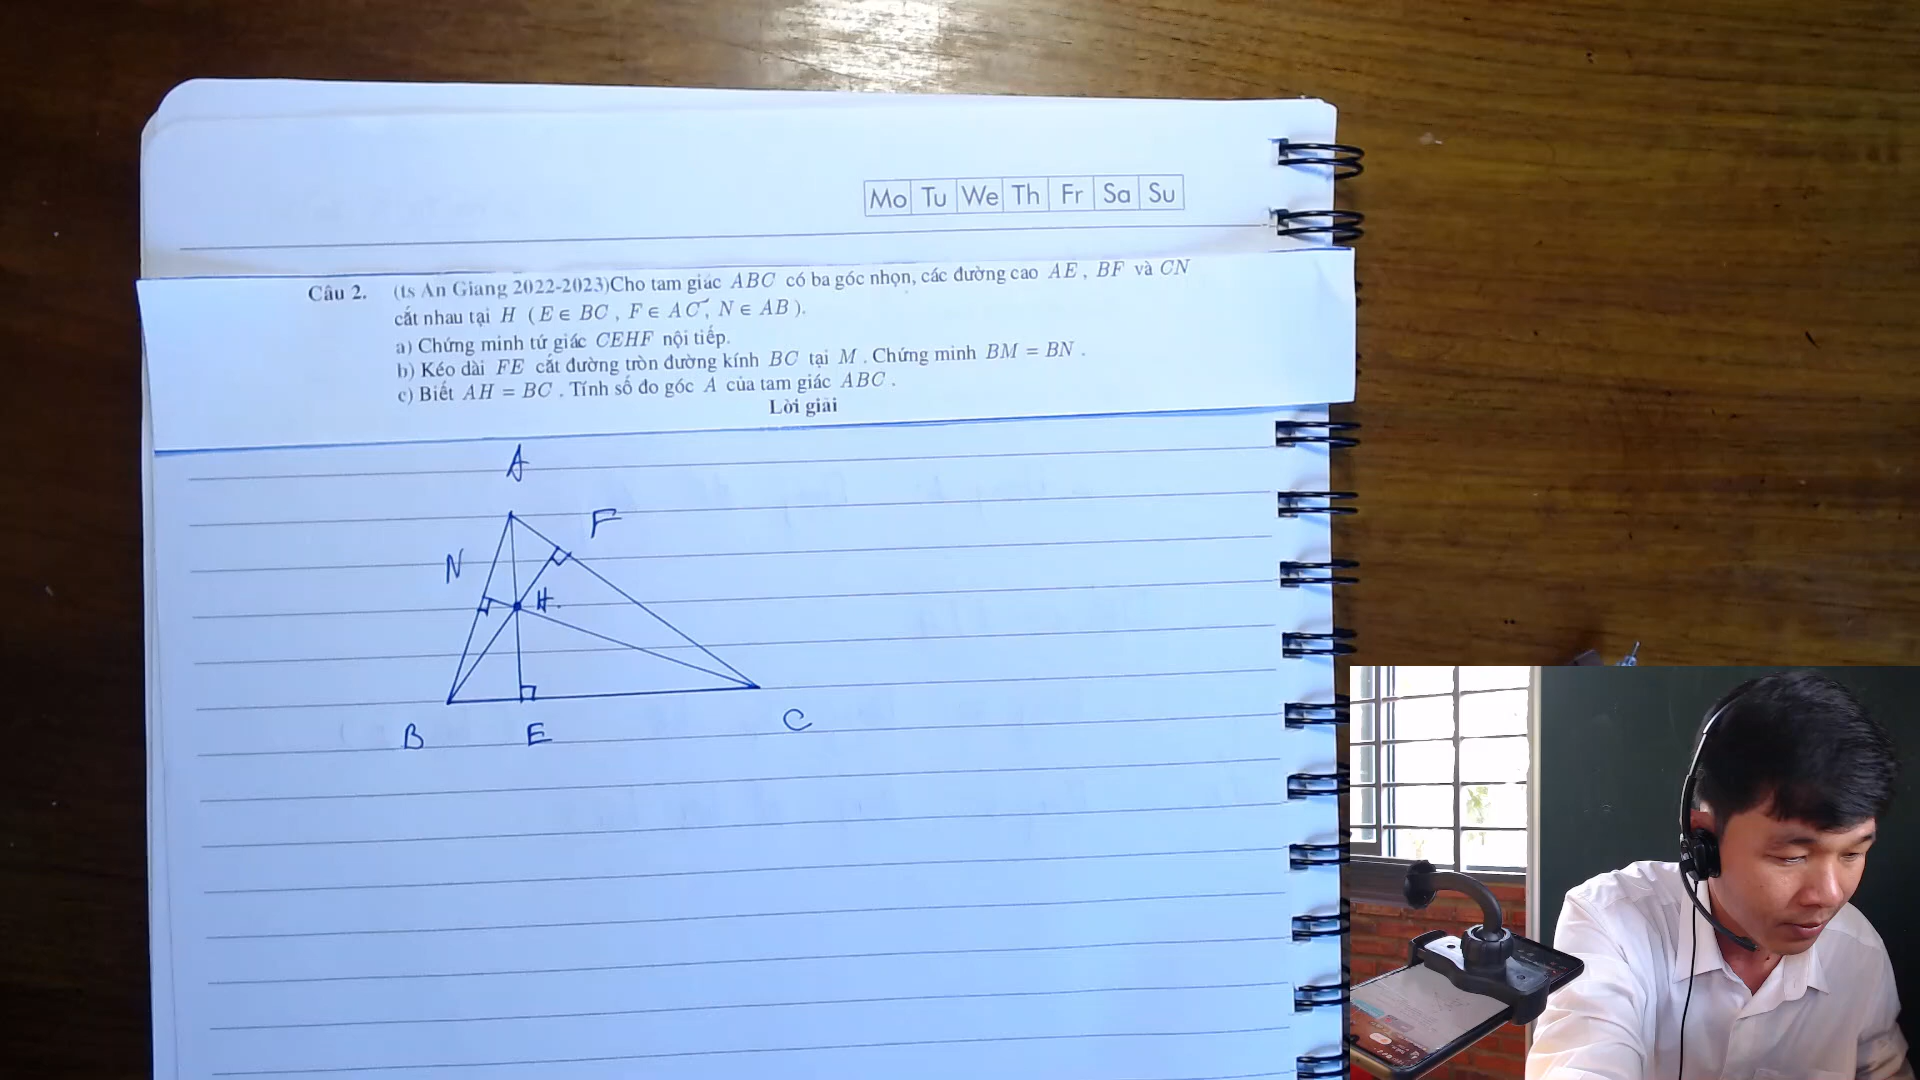 Mo Tu We Th Fr Sa Su
Câu 2. (ts An Giang 2022-2023)Cho tam giác ABC có ba góc nhọn, các đường cao AE , BF và CN
cắt nhau tại H ( E ∈ BC , F ∈ AC , N ∈ AB ).
a) Chứng minh tứ giác CEHF nội tiếp.
b) Kéo dài FE cắt đường tròn đường kính BC tại M . Chứng minh BM = BN .
c) Biết AH = BC . Tính số đo góc A của tam giác ABC .
Lời giải
A
F
N
H
B
E
C